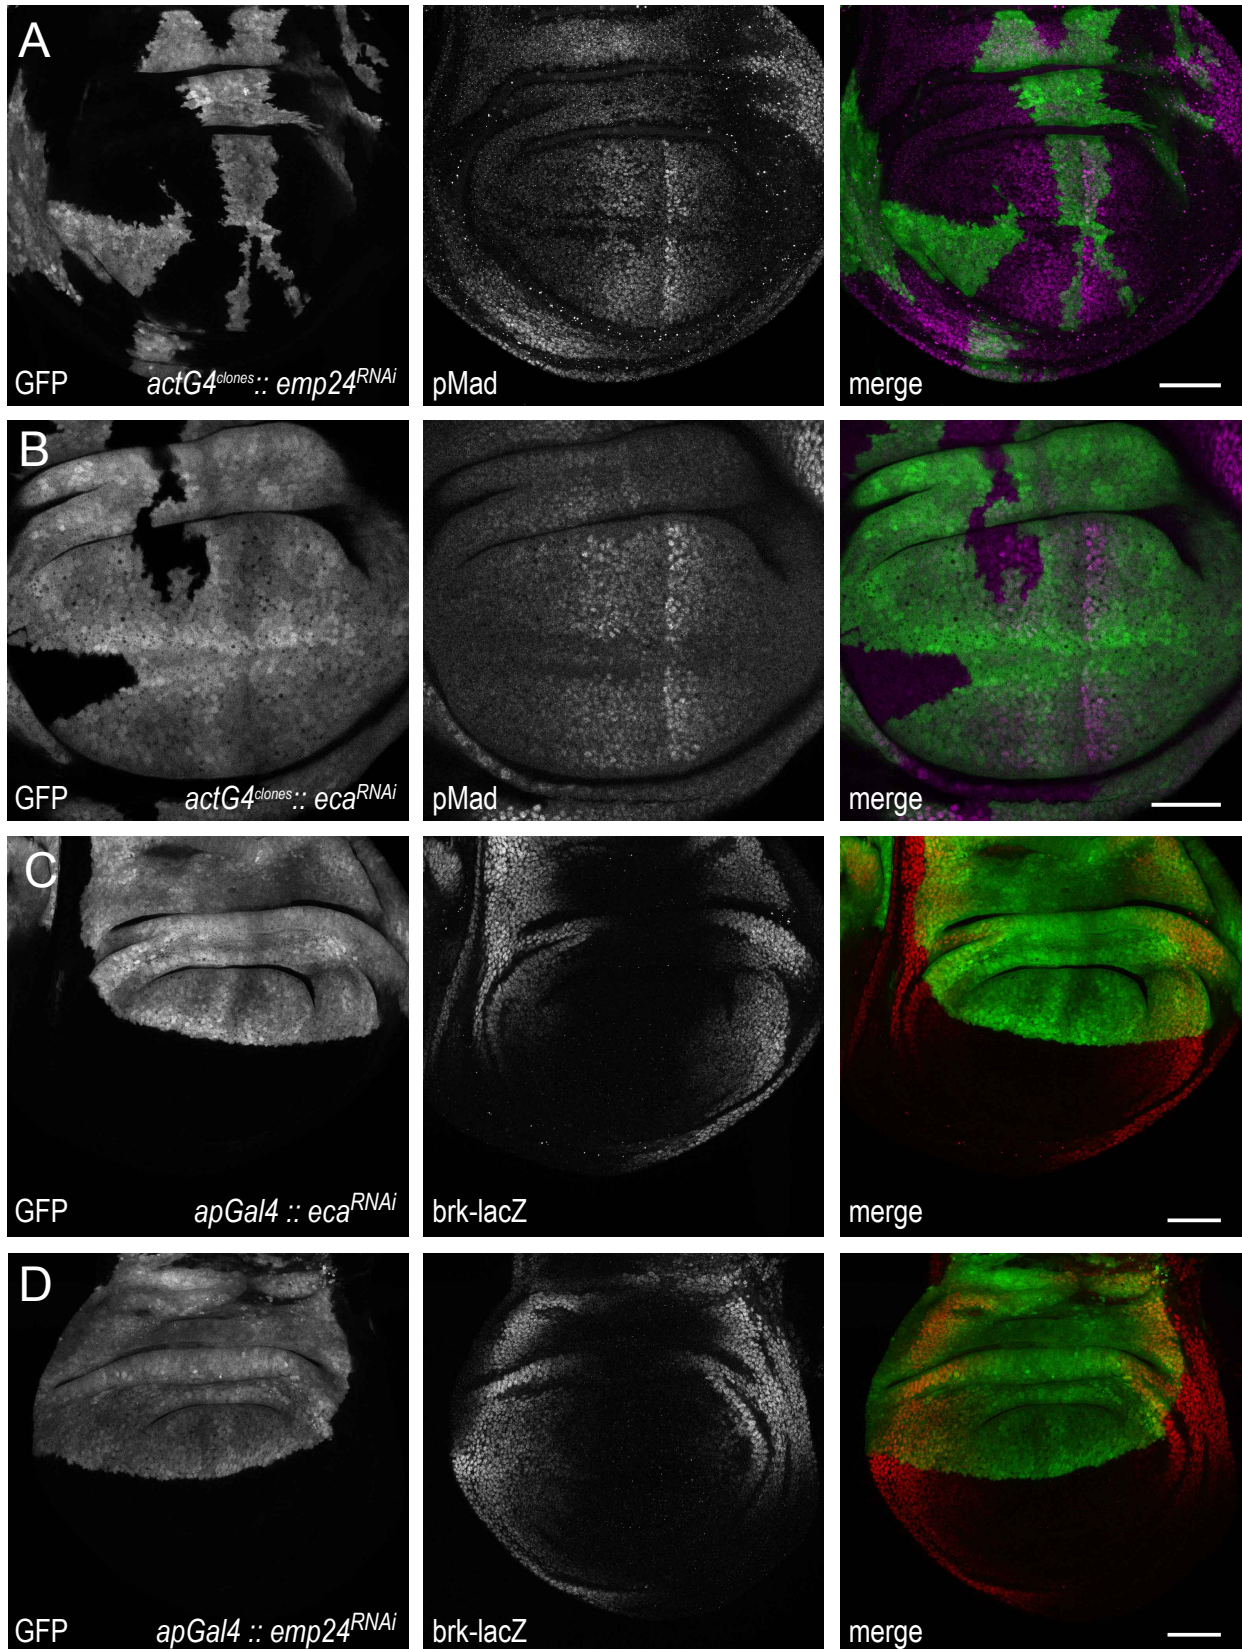 A
GFP actG4clones:: emp24RNAi pMad merge
B
GFP actG4clones:: ecaRNAi pMad merge
C
GFP apGal4 :: ecaRNAi brk-lacZ merge
D
GFP apGal4 :: emp24RNAi brk-lacZ merge